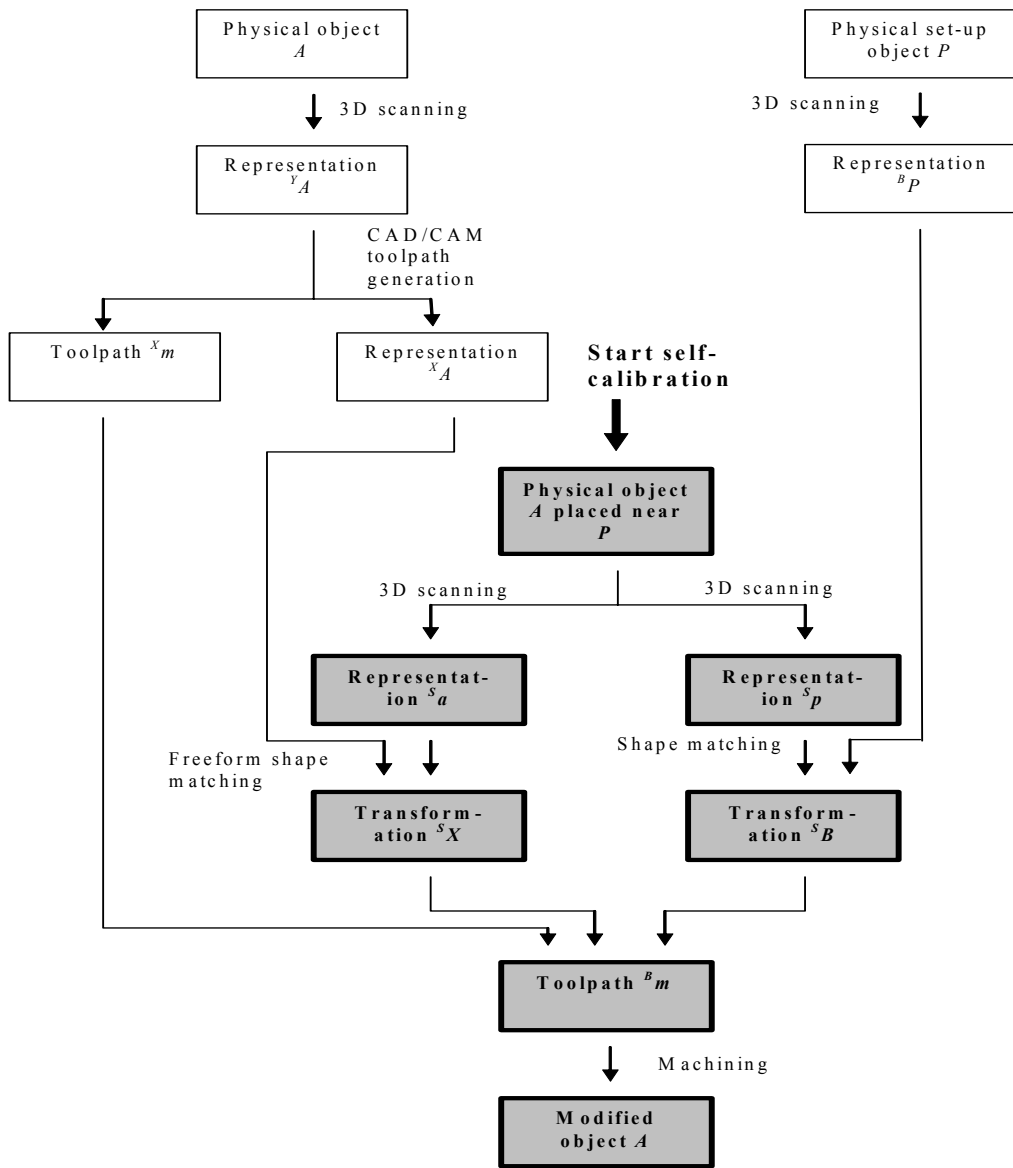 Physical object
A
Physical set-up
object P
3D scanning
3D scanning
Representation
ʸA
Representation
ᴮP
CAD/CAM
toolpath
generation
Toolpath ˣm
Representation
ˣA
Start self-
calibration
Physical object
A placed near
P
3D scanning
3D scanning
Representat-
ion ˢa
Representat-
ion ˢp
Freeform shape
matching
Shape matching
Transform-
ation ˢX
Transform-
ation ˢB
Toolpath ᴮm
Machining
Modified
object A